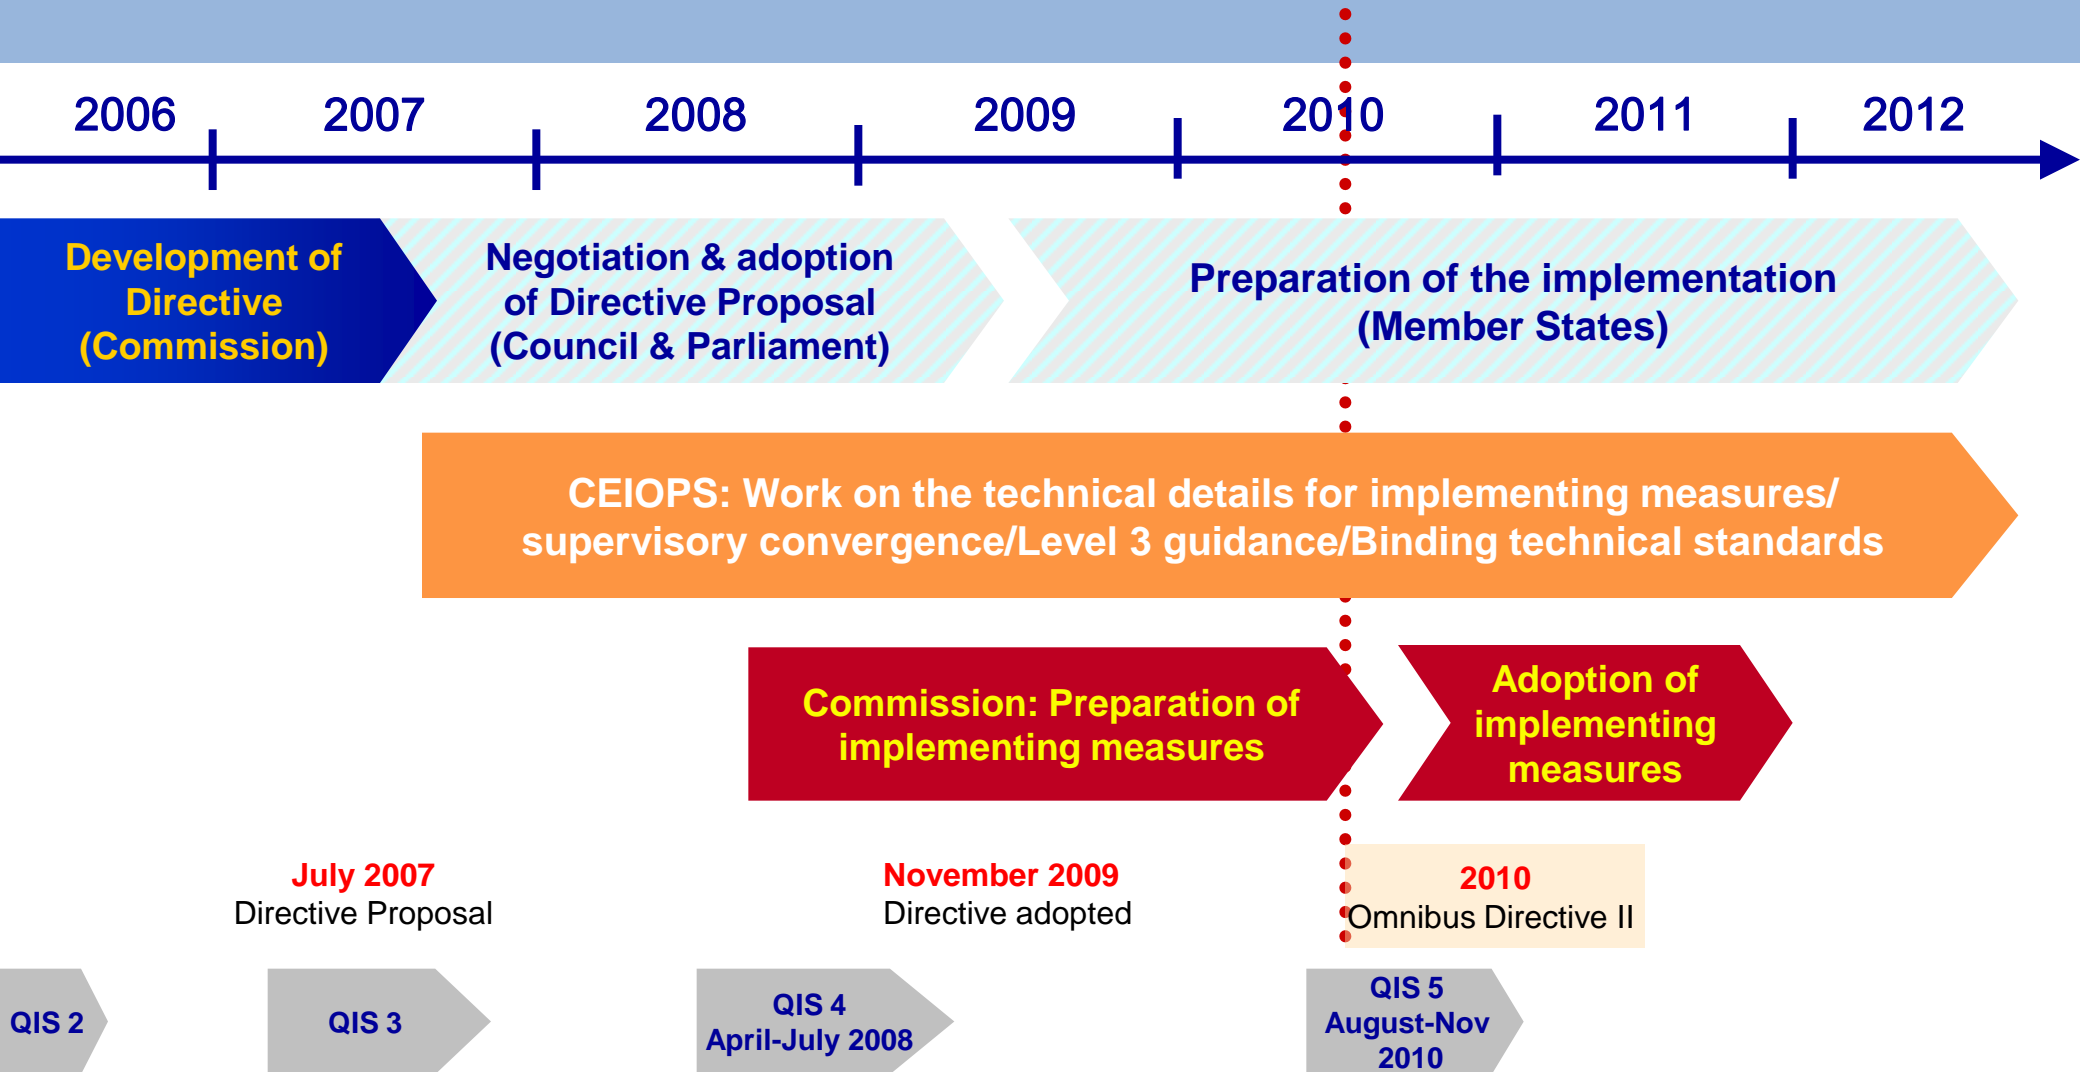 2006 2007 2008 2009 2010 2011 2012
Development of
Directive
(Commission)
Negotiation & adoption
of Directive Proposal
(Council & Parliament)
Preparation of the implementation
(Member States)
CEIOPS: Work on the technical details for implementing measures/
supervisory convergence/Level 3 guidance/Binding technical standards
Commission: Preparation of
implementing measures
Adoption of
implementing
measures
July 2007
Directive Proposal
November 2009
Directive adopted
2010
Omnibus Directive II
QIS 2
QIS 3
QIS 4
April-July 2008
QIS 5
August-Nov
2010